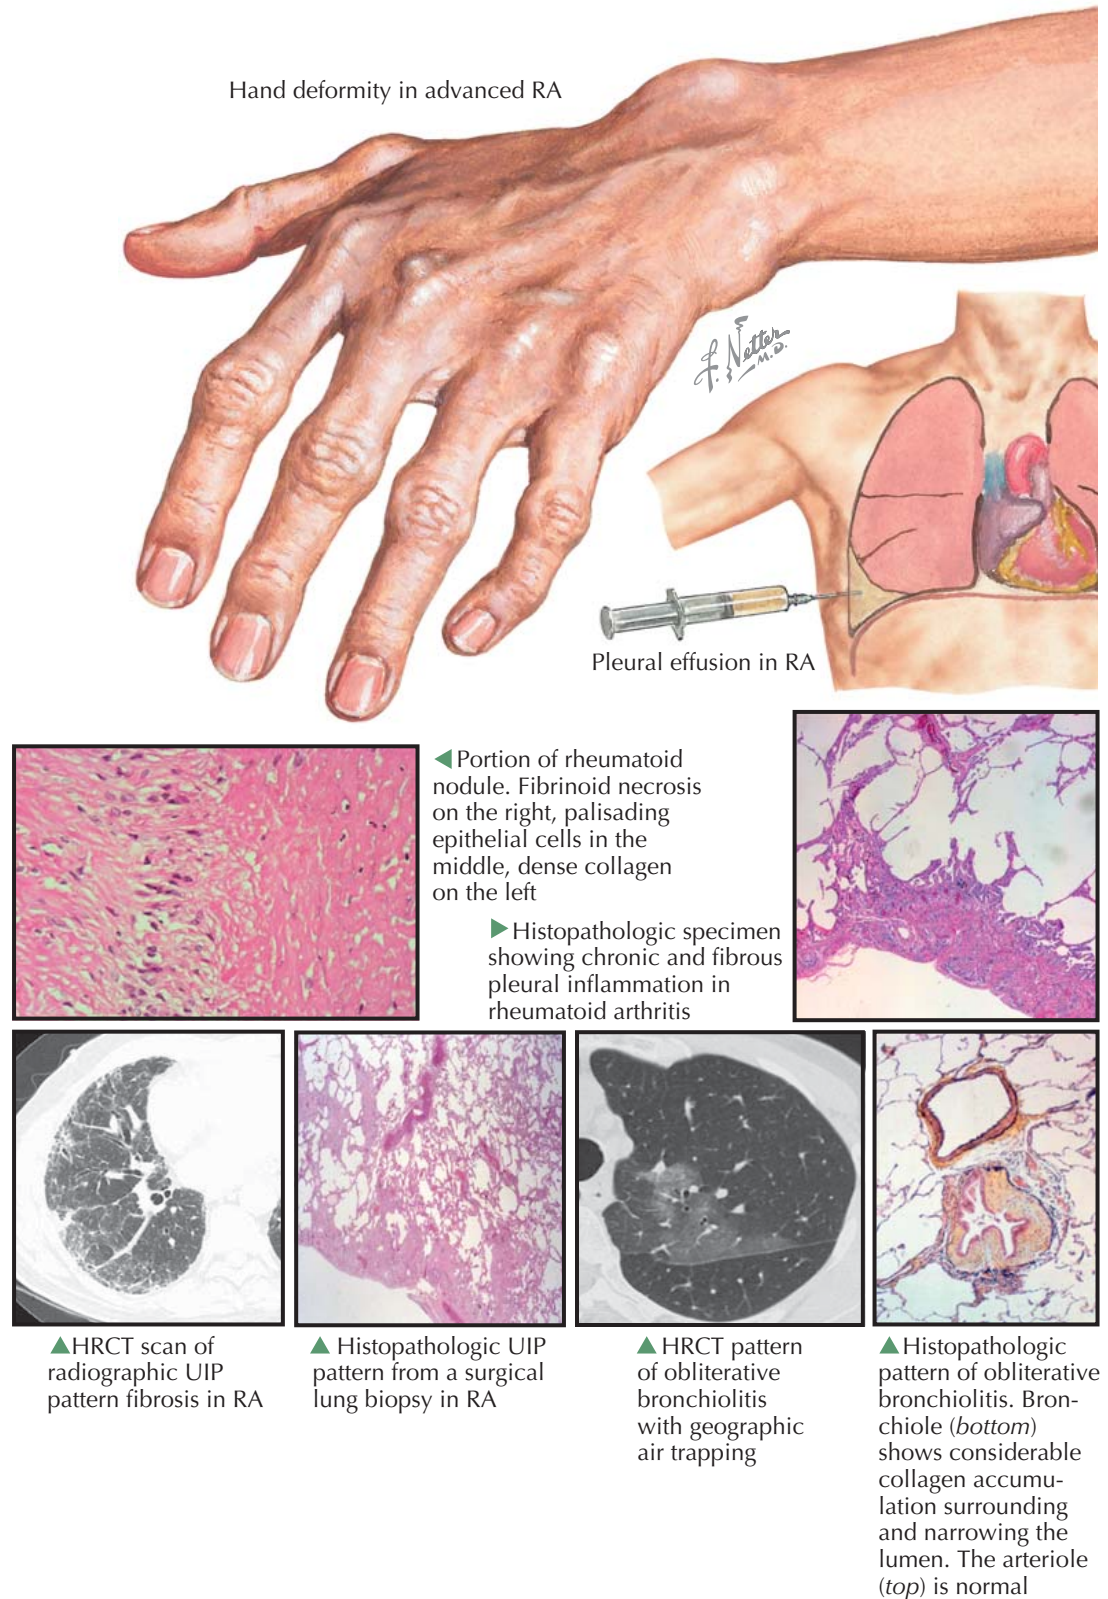 Hand deformity in advanced RA
F. Netter
M.D.
Pleural effusion in RA
◀ Portion of rheumatoid
nodule. Fibrinoid necrosis
on the right, palisading
epithelial cells in the
middle, dense collagen
on the left
▶ Histopathologic specimen
showing chronic and fibrous
pleural inflammation in
rheumatoid arthritis
▲ HRCT scan of
radiographic UIP
pattern fibrosis in RA
▲ Histopathologic UIP
pattern from a surgical
lung biopsy in RA
▲ HRCT pattern
of obliterative
bronchiolitis
with geographic
air trapping
▲ Histopathologic
pattern of obliterative
bronchiolitis. Bron-
chiole (bottom)
shows considerable
collagen accumu-
lation surrounding
and narrowing the
lumen. The arteriole
(top) is normal